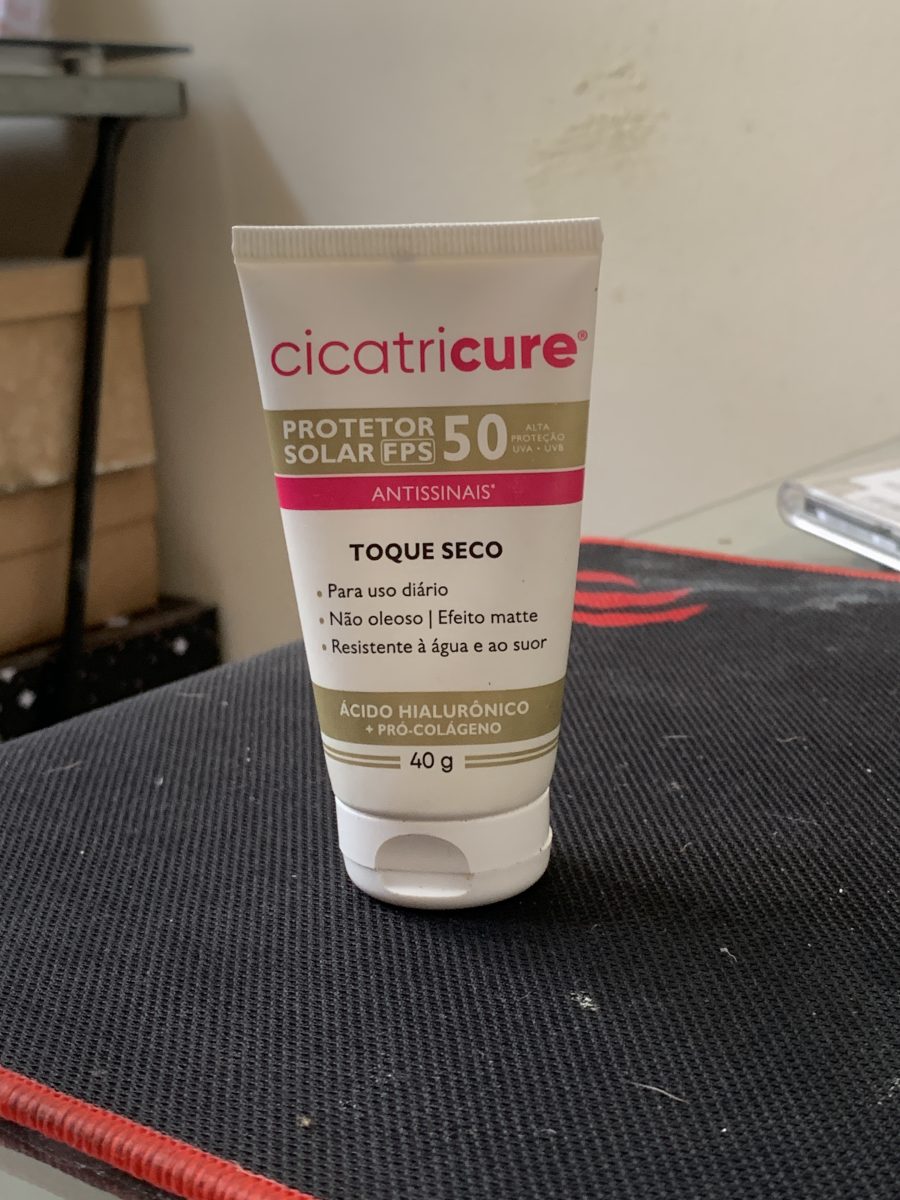 cicatricure®
PROTETOR
SOLAR FPS 50
ALTA
PROTEÇÃO
UVA • UVB
ANTISSINAIS*
TOQUE SECO
• Para uso diário
• Não oleoso | Efeito matte
• Resistente à água e ao suor
ÁCIDO HIALURÔNICO
+ PRÓ-COLÁGENO
40 g